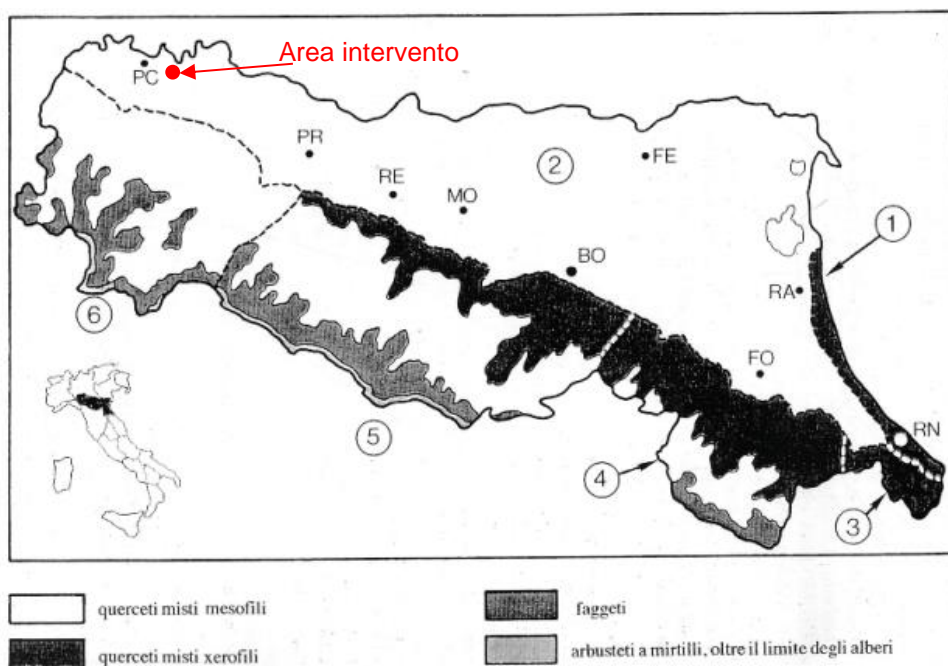 Area intervento
PC
PR
FE
2
RE
MO
1
BO
RA
6
FO
RN
5
4
3
querceti misti mesofili
faggeti
querceti misti xerofili
arbusteti a mirtilli, oltre il limite degli alberi